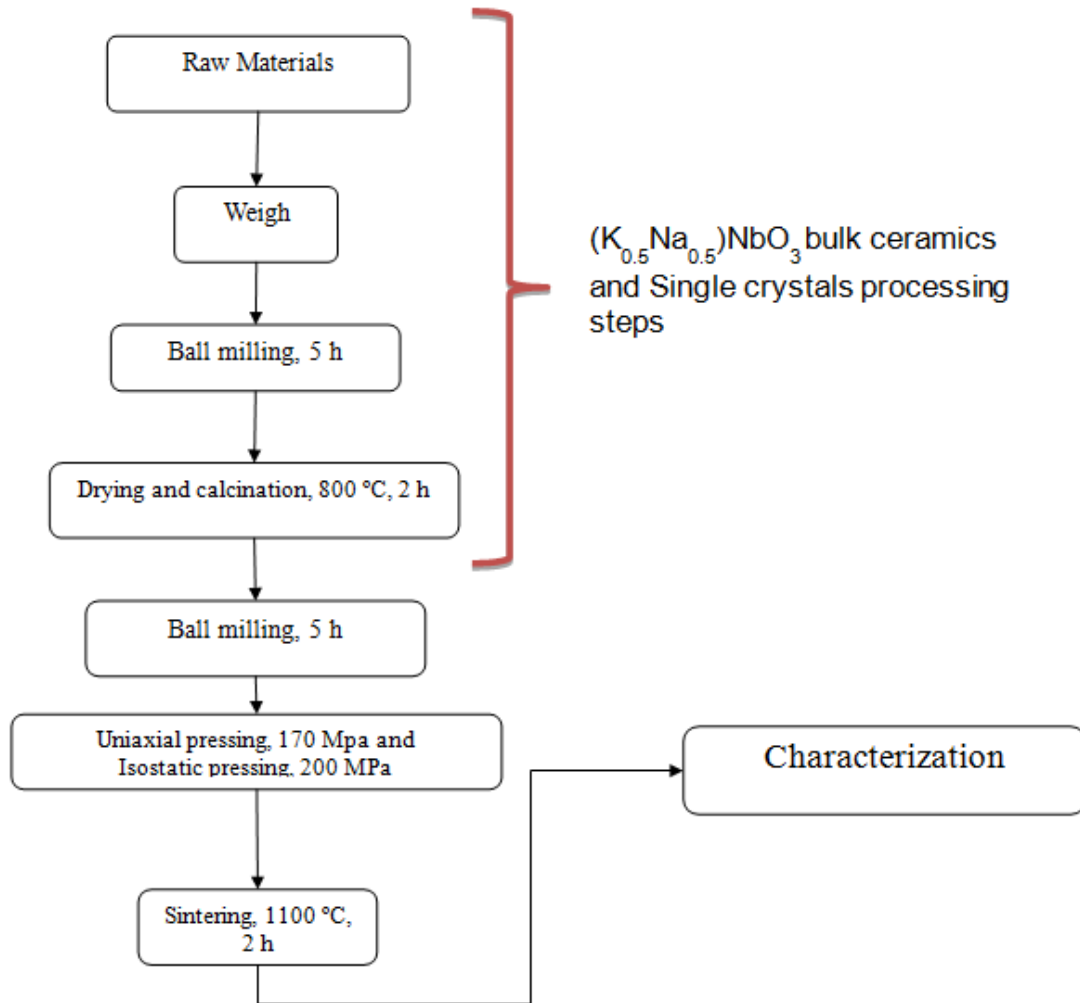 Raw Materials
Weigh
Ball milling, 5 h
Drying and calcination, 800 °C, 2 h
(K0.5Na0.5)NbO3 bulk ceramics
and Single crystals processing
steps
Ball milling, 5 h
Uniaxial pressing, 170 Mpa and
Isostatic pressing, 200 MPa
Sintering, 1100 °C,
2 h
Characterization